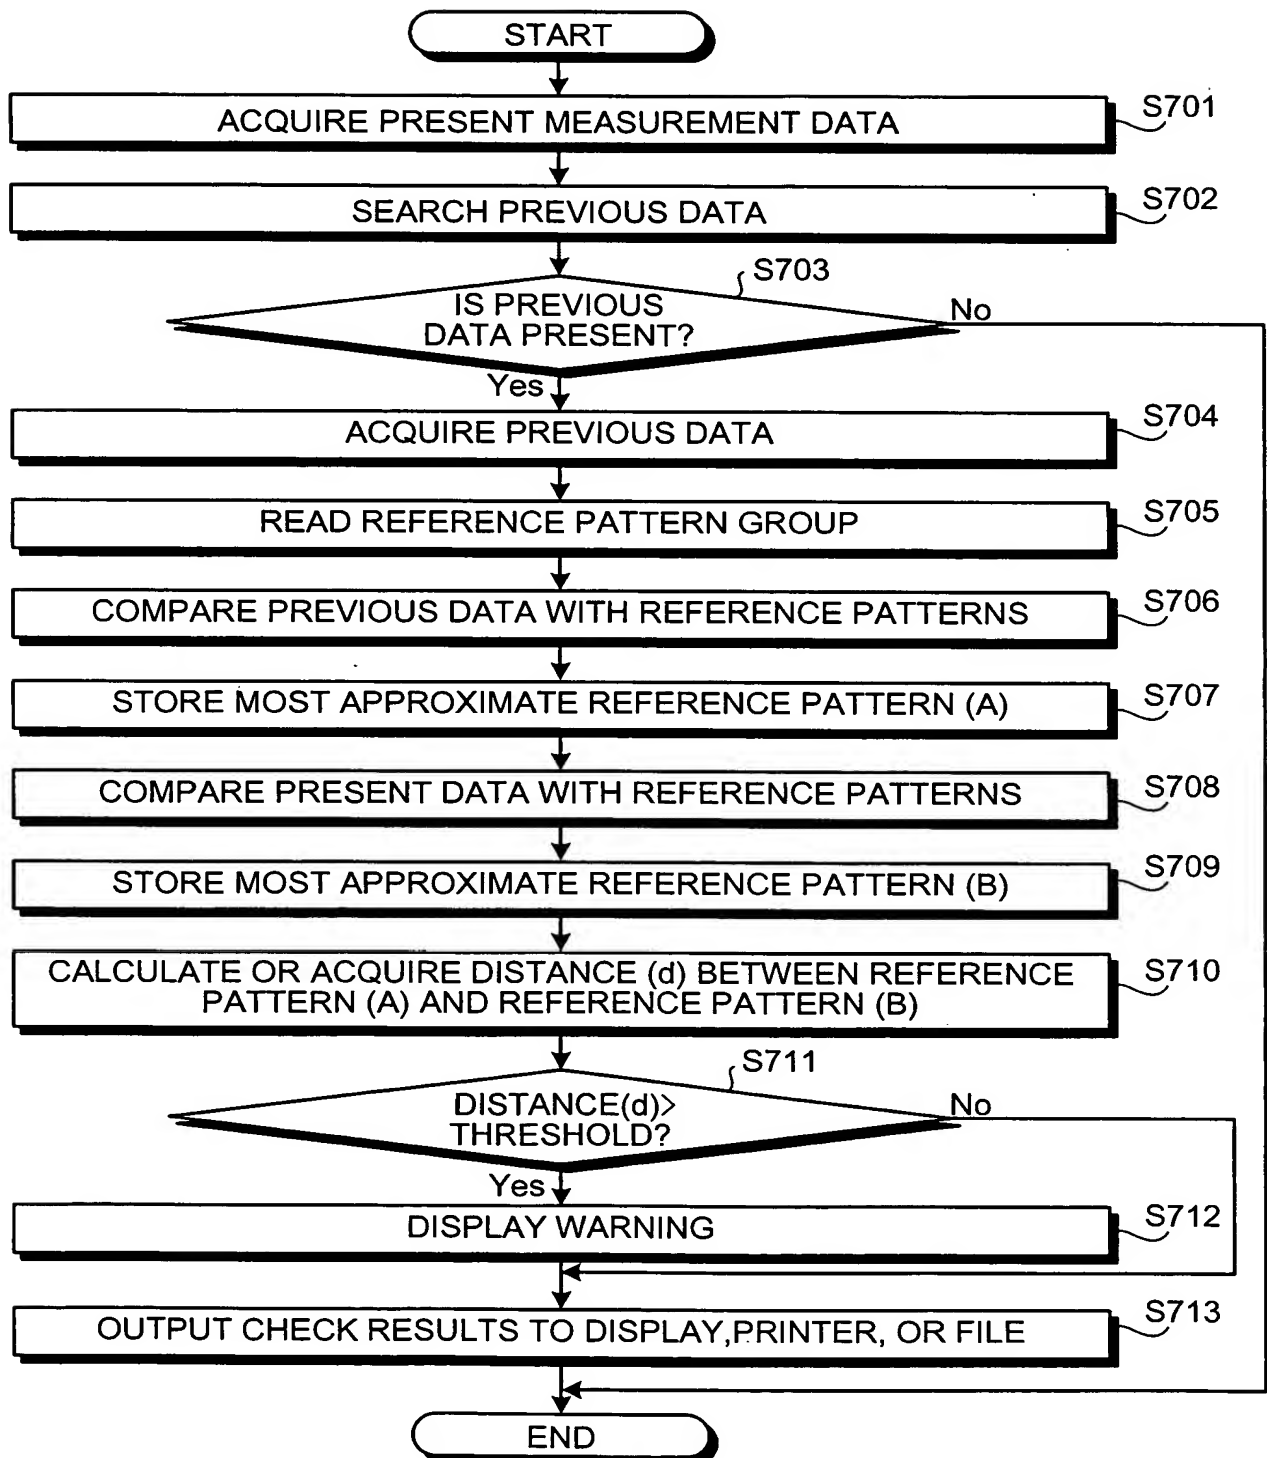 START
ACQUIRE PRESENT MEASUREMENT DATA
S701
SEARCH PREVIOUS DATA
S702
S703
IS PREVIOUS
DATA PRESENT?
No
Yes
ACQUIRE PREVIOUS DATA
S704
READ REFERENCE PATTERN GROUP
S705
COMPARE PREVIOUS DATA WITH REFERENCE PATTERNS
S706
STORE MOST APPROXIMATE REFERENCE PATTERN (A)
S707
COMPARE PRESENT DATA WITH REFERENCE PATTERNS
S708
STORE MOST APPROXIMATE REFERENCE PATTERN (B)
S709
CALCULATE OR ACQUIRE DISTANCE (d) BETWEEN REFERENCE
PATTERN (A) AND REFERENCE PATTERN (B)
S710
S711
DISTANCE(d)>
THRESHOLD?
No
Yes
DISPLAY WARNING
S712
OUTPUT CHECK RESULTS TO DISPLAY,PRINTER, OR FILE
S713
END